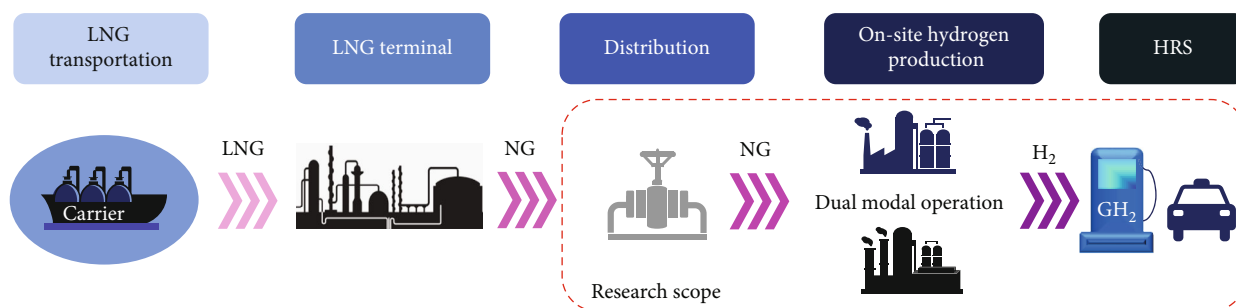 LNG
transportation
LNG terminal
Distribution
On-site hydrogen
production
HRS
Carrier
LNG
NG
NG
Dual modal operation
H₂
GH₂
Research scope